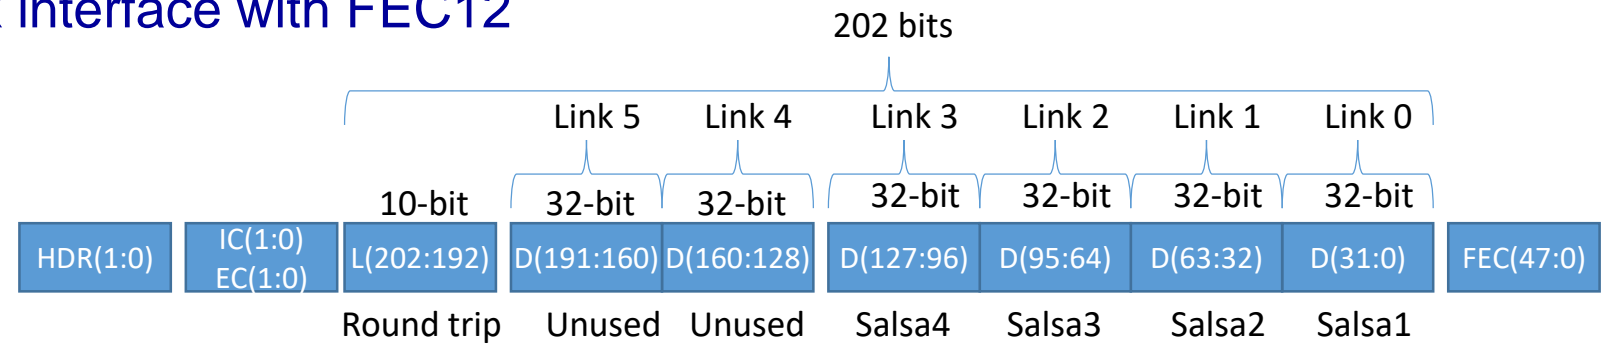 interface with FEC12
202 bits
Link 5 Link 4 Link 3 Link 2 Link 1 Link 0
10-bit 32-bit 32-bit 32-bit 32-bit 32-bit 32-bit
HDR(1:0) IC(1:0) L(202:192) D(191:160) D(160:128) D(127:96) D(95:64) D(63:32) D(31:0) FEC(47:0)
EC(1:0)
Round trip Unused Unused Salsa4 Salsa3 Salsa2 Salsa1